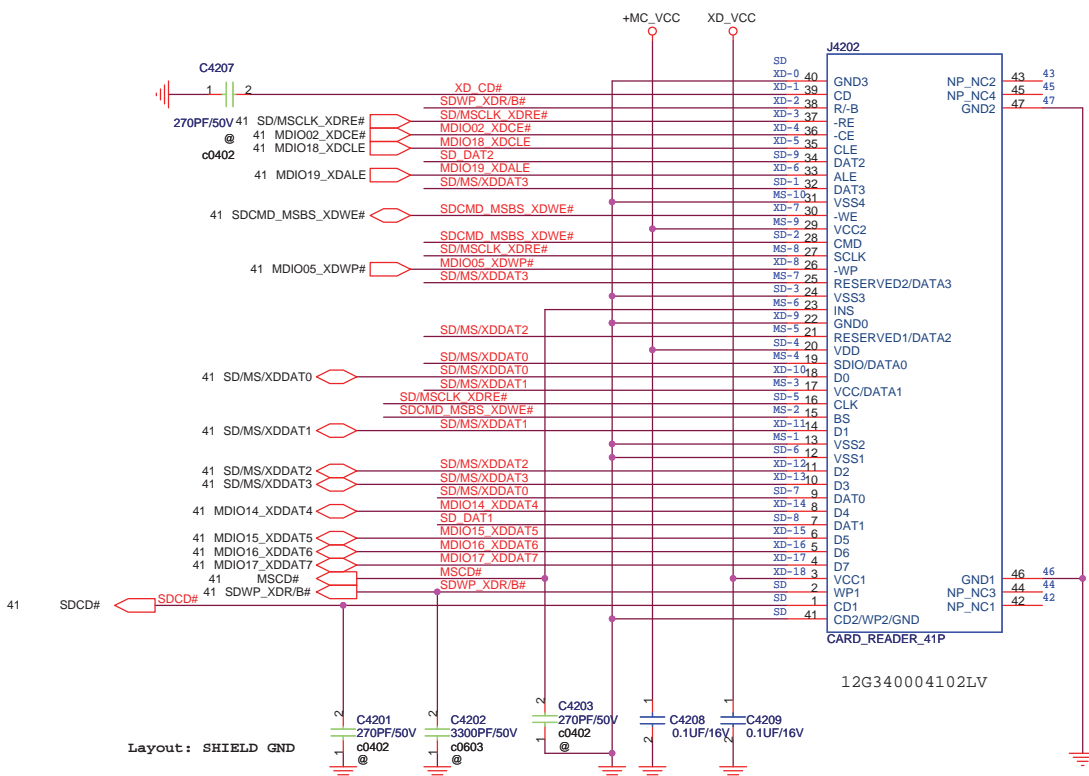 +MC_VCC XD_VCC
J4202
C4207
1 2
270PF/50V
@
c0402
SD
XD-0 40 GND3 NP_NC2 43 43
XD_CD# XD-1 39 CD NP_NC4 45 45
SDWP_XDR/B# XD-2 38 R/-B GND2 47 47
41 SD/MSCLK_XDRE# SD/MSCLK_XDRE# XD-3 37 -RE
41 MDIO02_XDCE# MDIO02_XDCE# XD-4 36 -CE
41 MDIO18_XDCLE MDIO18_XDCLE XD-5 35 CLE
SD_DAT2 SD-9 34 DAT2
41 MDIO19_XDALE MDIO19_XDALE XD-6 33 ALE
SD/MS/XDDAT3 SD-1 32 DAT3
MS-10 31 VSS4
41 SDCMD_MSBS_XDWE# SDCMD_MSBS_XDWE# XD-7 30 -WE
MS-9 29 VCC2
SDCMD_MSBS_XDWE# SD-2 28 CMD
SD/MSCLK_XDRE# MS-8 27 SCLK
41 MDIO05_XDWP# MDIO05_XDWP# XD-8 26 -WP
SD/MS/XDDAT3 MS-7 25 RESERVED2/DATA3
SD-3 24 VSS3
MS-6 23 INS
XD-9 22 GND0
SD/MS/XDDAT2 MS-5 21 RESERVED1/DATA2
SD-4 20 VDD
SD/MS/XDDAT0 MS-4 19 SDIO/DATA0
41 SD/MS/XDDAT0 SD/MS/XDDAT0 XD-10 18 D0
SD/MS/XDDAT1 MS-3 17 VCC/DATA1
SD/MSCLK_XDRE# SD-5 16 CLK
SDCMD_MSBS_XDWE# MS-2 15 BS
41 SD/MS/XDDAT1 SD/MS/XDDAT1 XD-11 14 D1
MS-1 13 VSS2
SD-6 12 VSS1
41 SD/MS/XDDAT2 SD/MS/XDDAT2 XD-12 11 D2
41 SD/MS/XDDAT3 SD/MS/XDDAT3 XD-13 10 D3
SD/MS/XDDAT0 SD-7 9 DAT0
41 MDIO14_XDDAT4 MDIO14_XDDAT4 XD-14 8 D4
SD_DAT1 SD-8 7 DAT1
41 MDIO15_XDDAT5 MDIO15_XDDAT5 XD-15 6 D5
41 MDIO16_XDDAT6 MDIO16_XDDAT6 XD-16 5 D6
41 MDIO17_XDDAT7 MDIO17_XDDAT7 XD-17 4 D7
41 MSCD# XD-18 3 VCC1 GND1 46 46
41 SDWP_XDR/B# SDWP_XDR/B# SD 2 WP1 NP_NC3 44 44
41 SDCD# SDCD# SD 1 CD1 NP_NC1 42 42
SD 41 CD2/WP2/GND
CARD_READER_41P
12G340004102LV
2 C4201 1
270PF/50V
c0402
@
2 C4202 1
3300PF/50V
c0603
@
2 C4203 1
270PF/50V
c0402
@
1 C4208 2
0.1UF/16V
1 C4209 2
0.1UF/16V
Layout: SHIELD GND